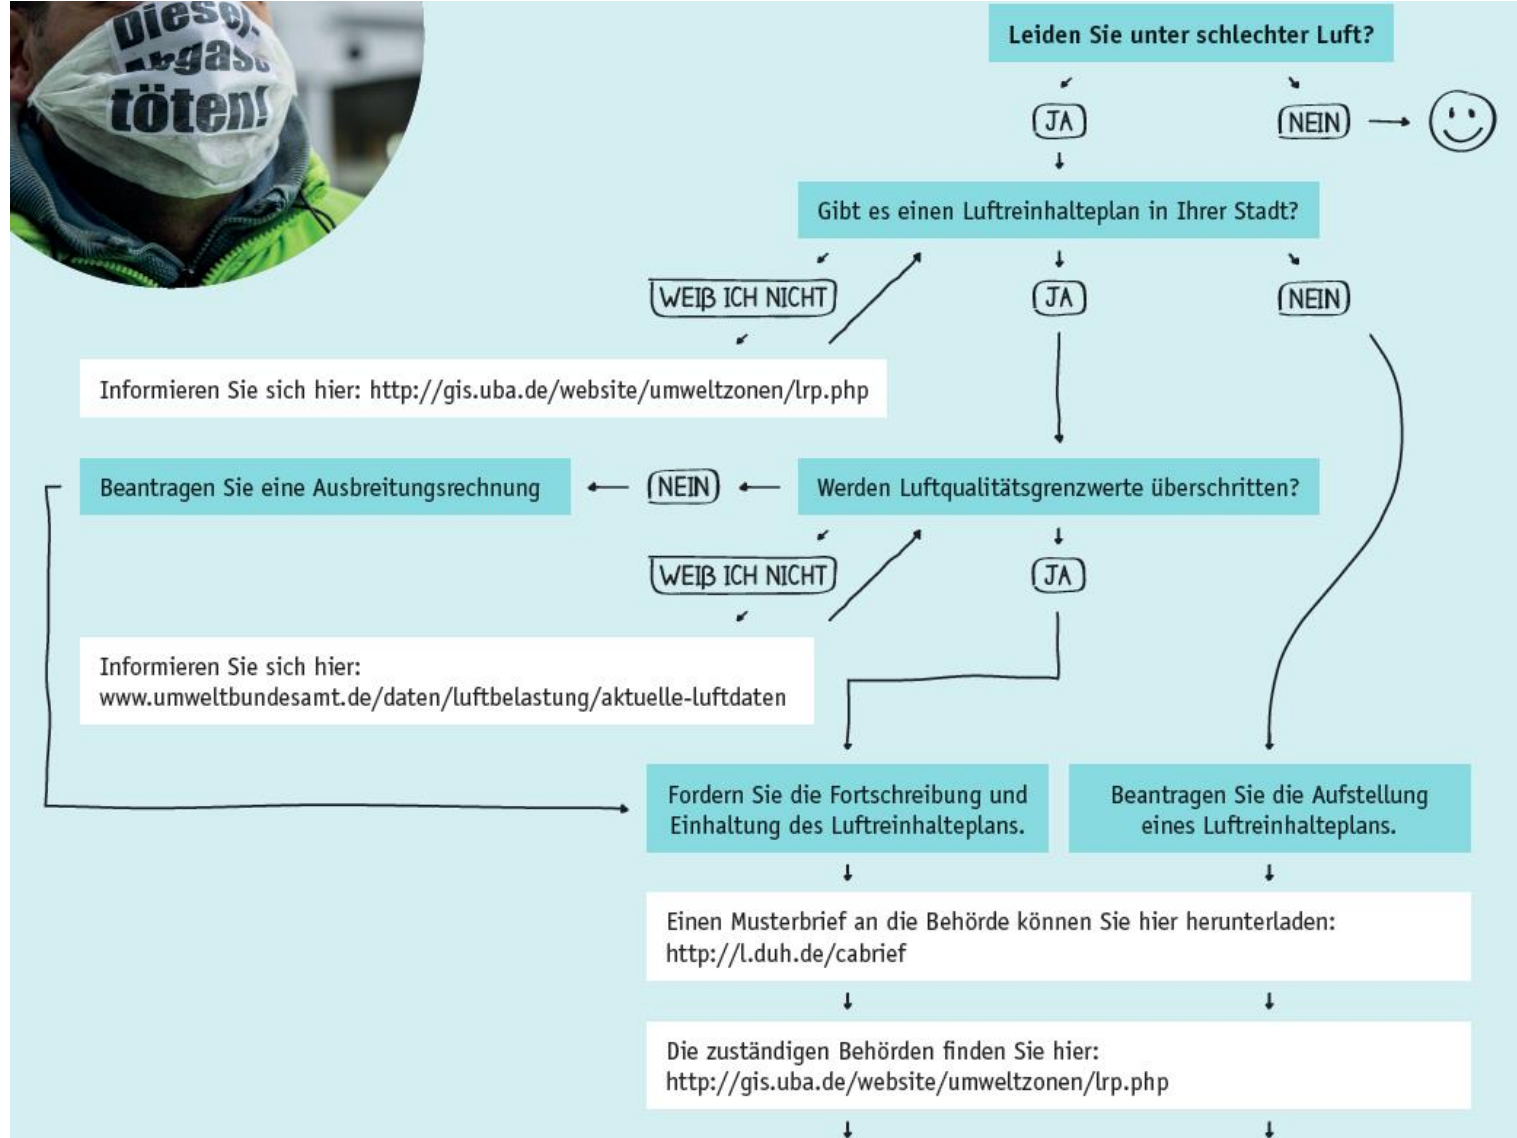 Diesel-
Abgase
töten!
Leiden Sie unter schlechter Luft?
JA
NEIN
Gibt es einen Luftreinhalteplan in Ihrer Stadt?
WEIß ICH NICHT
JA
NEIN
Informieren Sie sich hier: http://gis.uba.de/website/umweltzonen/lrp.php
Beantragen Sie eine Ausbreitungsrechnung
NEIN
Werden Luftqualitätsgrenzwerte überschritten?
WEIß ICH NICHT
JA
Informieren Sie sich hier:
www.umweltbundesamt.de/daten/luftbelastung/aktuelle-luftdaten
Fordern Sie die Fortschreibung und
Einhaltung des Luftreinhalteplans.
Beantragen Sie die Aufstellung
eines Luftreinhalteplans.
Einen Musterbrief an die Behörde können Sie hier herunterladen:
http://l.duh.de/cabrief
Die zuständigen Behörden finden Sie hier:
http://gis.uba.de/website/umweltzonen/lrp.php